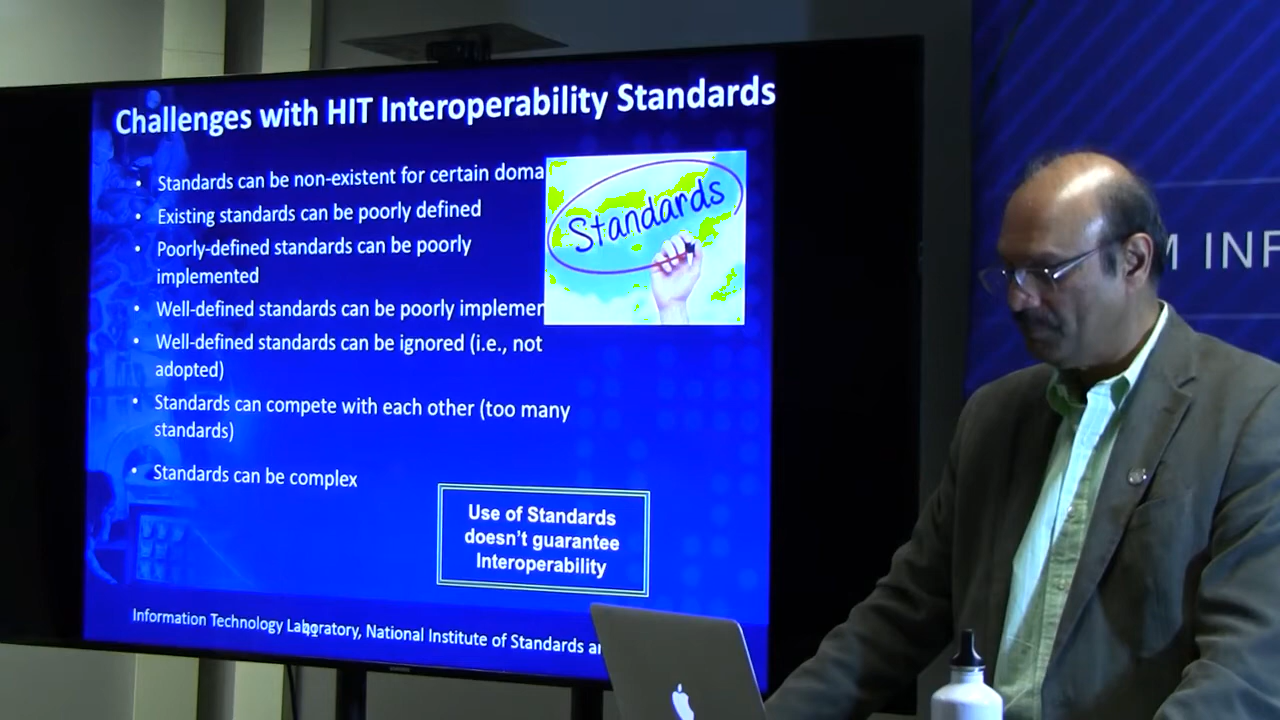 Challenges with HIT Interoperability Standards
• Standards can be non-existent for certain doma
• Existing standards can be poorly defined
• Poorly-defined standards can be poorly
implemented
• Well-defined standards can be poorly implemen
• Well-defined standards can be ignored (i.e., not
adopted)
• Standards can compete with each other (too many
standards)
• Standards can be complex
Standards
Use of Standards
doesn't guarantee
Interoperability
Information Technology Laboratory, National Institute of Standards an
M INF